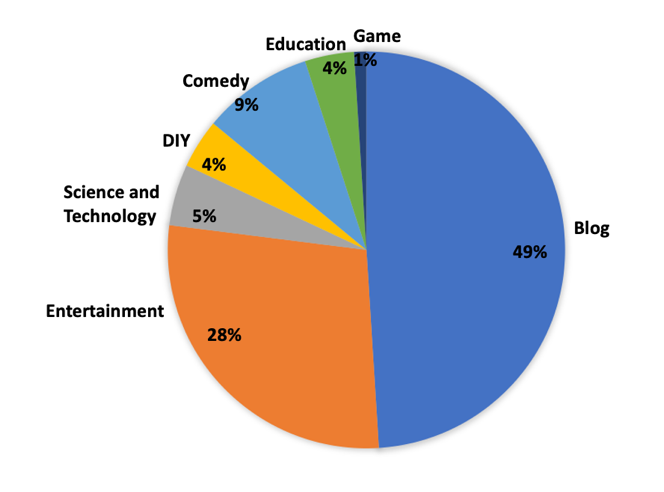 Game
1%
Education
4%
Comedy
9%
DIY
4%
Science and
Technology
5%
Blog
49%
Entertainment
28%